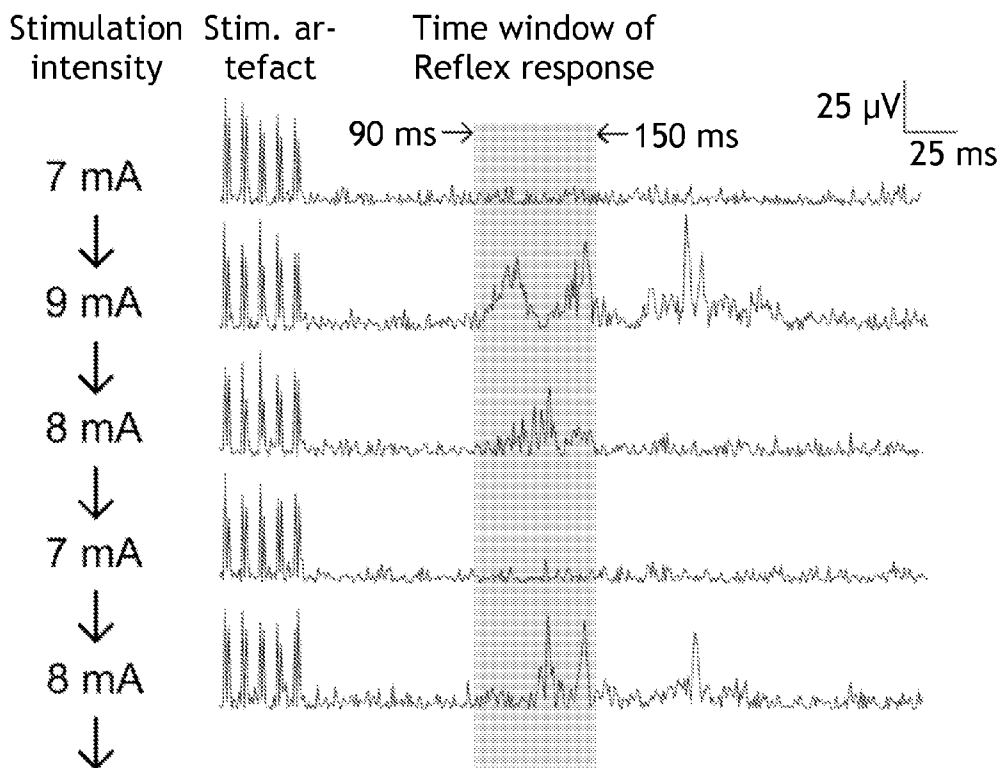 Stimulation
intensity
Stim. ar-
tefact
Time window of
Reflex response
25 µV
25 ms
90 ms
150 ms
7 mA
9 mA
8 mA
7 mA
8 mA